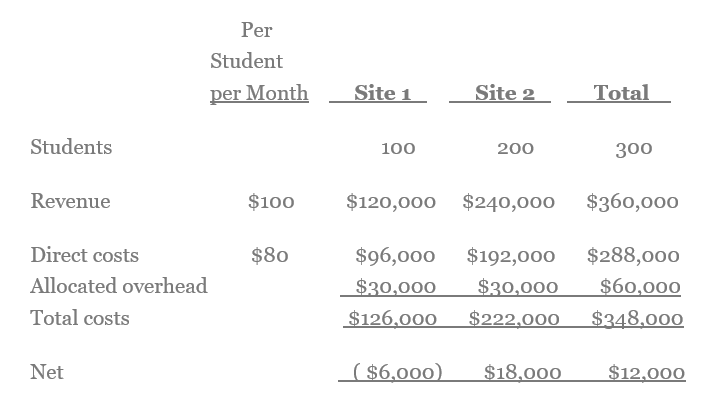 Per
Student
per Month Site 1 Site 2 Total
Students 100 200 300
Revenue $100 $120,000 $240,000 $360,000
Direct costs $80 $96,000 $192,000 $288,000
Allocated overhead $30,000 $30,000 $60,000
Total costs $126,000 $222,000 $348,000
Net ( $6,000) $18,000 $12,000